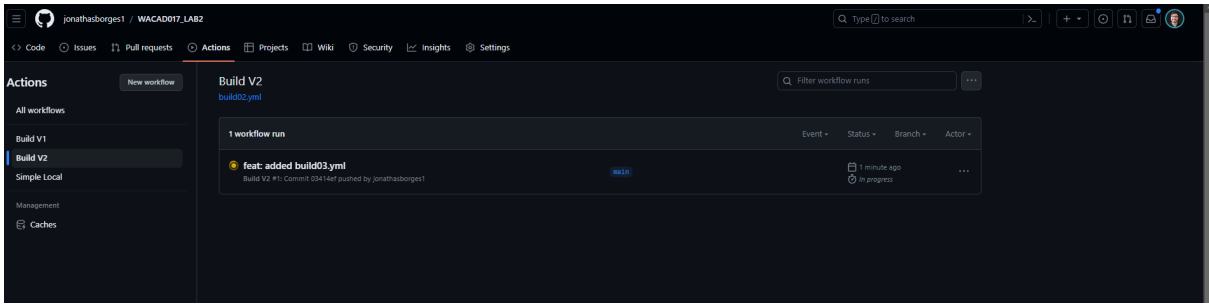 jonathasborges1 / WACAD017_LAB2
Type / to search
Code Issues Pull requests Actions Projects Wiki Security Insights Settings
Actions
New workflow
All workflows
Build V1
Build V2
Simple Local
Management
Caches
Build V2
build02.yml
Filter workflow runs
1 workflow run
Event Status Branch Actor
feat: added build03.yml
Build V2 #1: Commit 03414ef pushed by jonathasborges1
main
1 minute ago
In progress